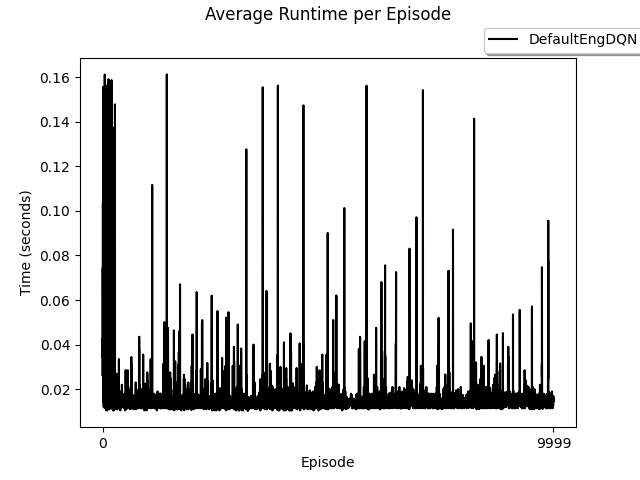 Average Runtime per Episode
DefaultEngDQN
0.16
0.14
0.12
0.10
0.08
0.06
0.04
0.02
Time (seconds)
0
9999
Episode